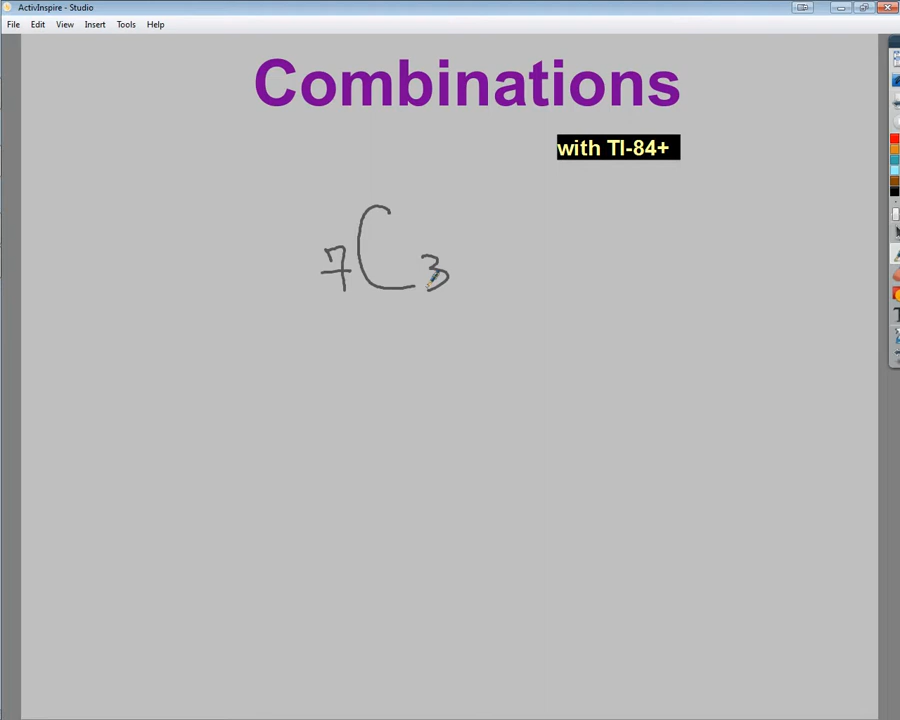 ActivInspire - Studio
File Edit View Insert Tools Help
Combinations
with TI-84+
7C3
T